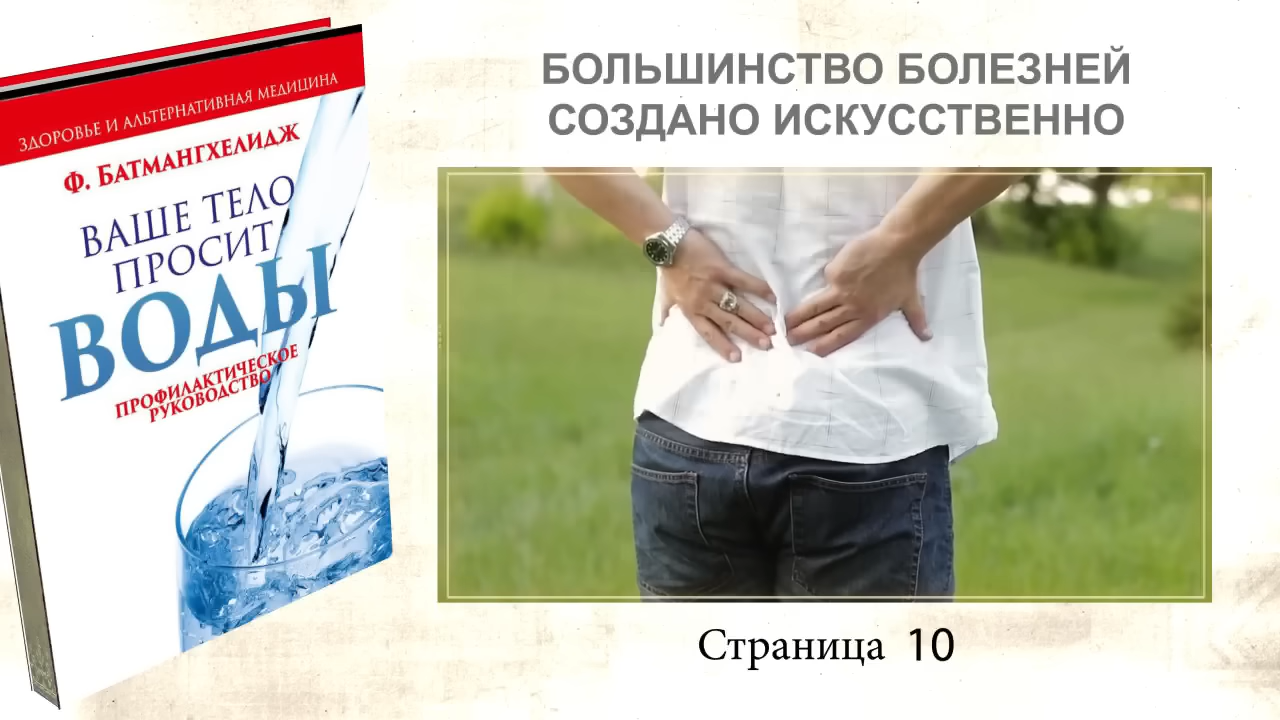 ЗДОРОВЬЕ И АЛЬТЕРНАТИВНАЯ МЕДИЦИНА
Ф. БАТМАНГХЕЛИДЖ
ВАШЕ ТЕЛО
ПРОСИТ
ВОДЫ
ПРОФИЛАКТИЧЕСКОЕ
РУКОВОДСТВО
БОЛЬШИНСТВО БОЛЕЗНЕЙ
СОЗДАНО ИСКУССТВЕННО
Страница 10